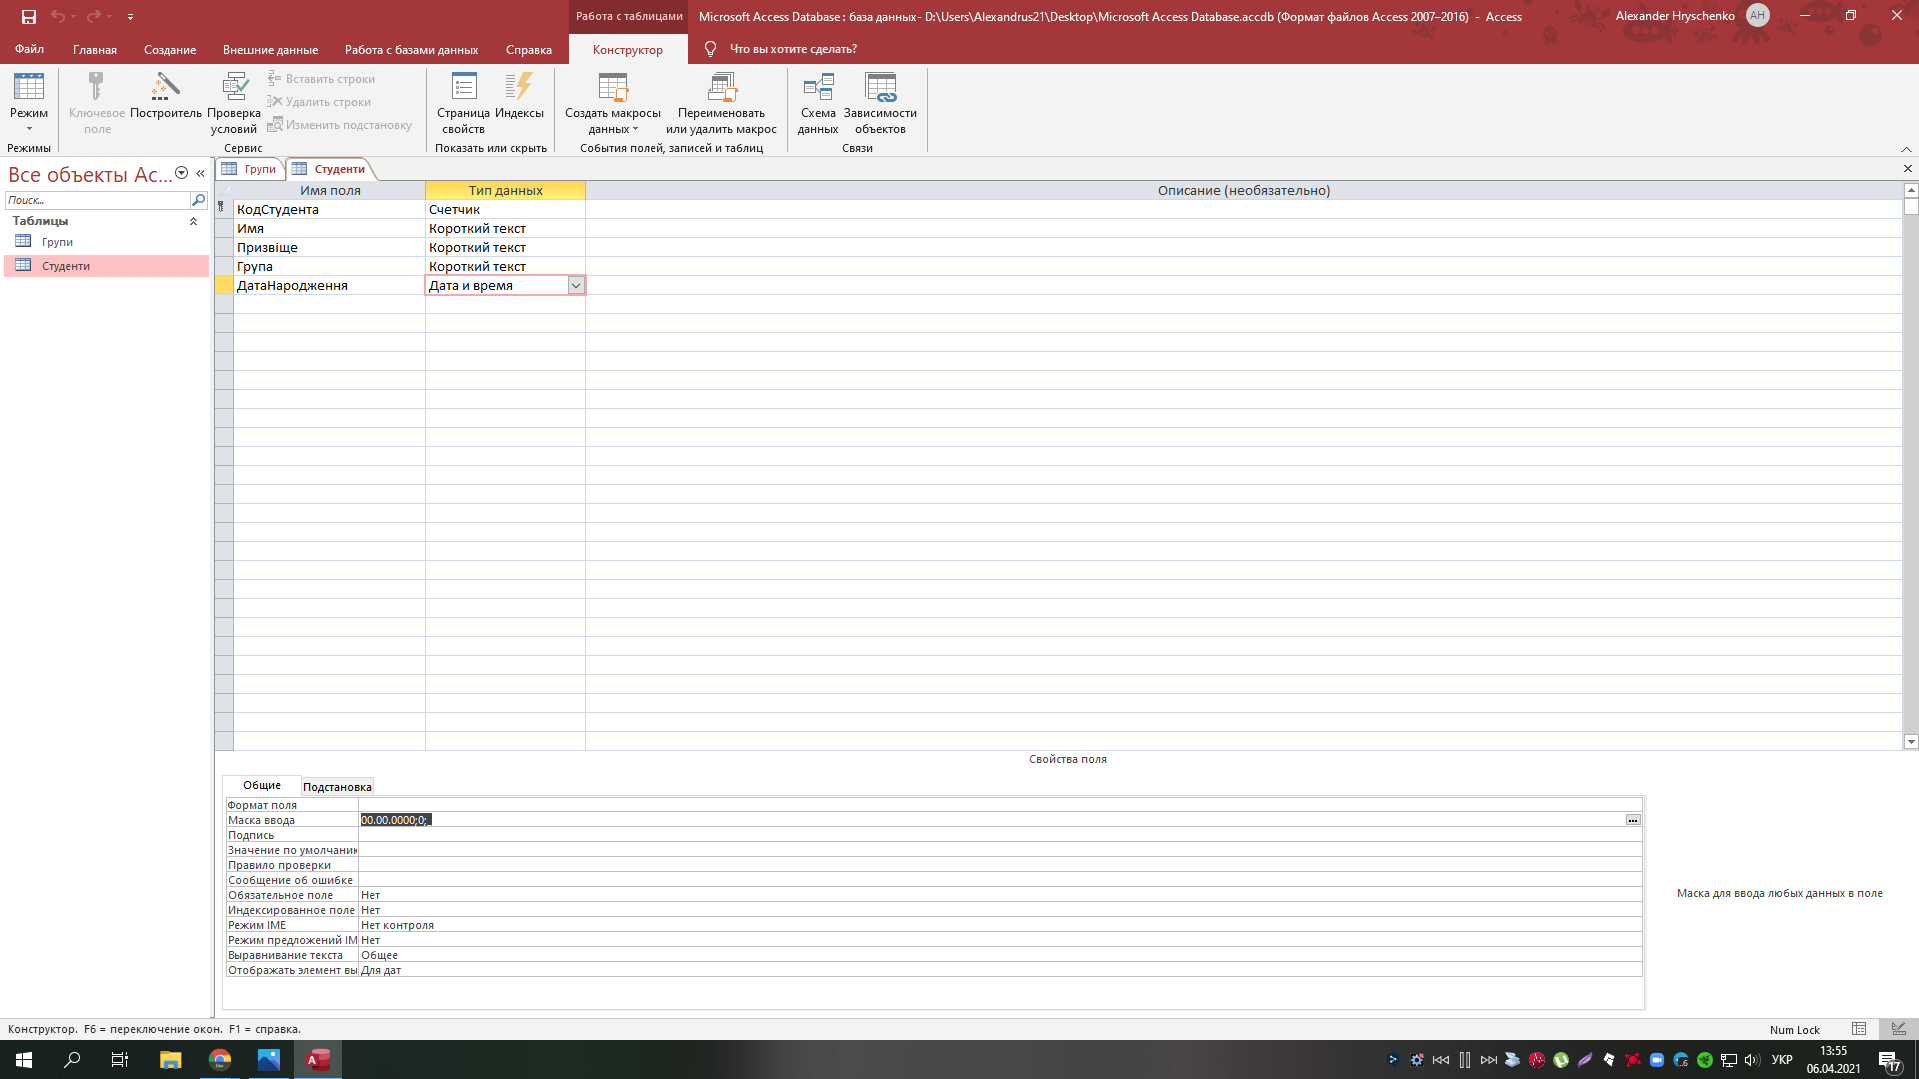 Работа с таблицами
Microsoft Access Database : база данных- D:\Users\Alexandrus21\Desktop\Microsoft Access Database.accdb (Формат файлов Access 2007–2016) - Access
Alexander Hryschenko
AH
Файл
Главная
Создание
Внешние данные
Работа с базами данных
Справка
Конструктор
Что вы хотите сделать?
Режим
Ключевое
поле
Построитель
Проверка
условий
Вставить строки
Удалить строки
Изменить подстановку
Страница
свойств
Индексы
Создать макросы
данных
Переименовать
или удалить макрос
Схема
данных
Зависимости
объектов
Режимы
Сервис
Показать или скрыть
События полей, записей и таблиц
Связи
Все объекты Ac...
Поиск...
Таблицы
Групи
Студенти
Групи
Студенти
Имя поля
Тип данных
Описание (необязательно)
КодСтудента
Счетчик
Имя
Короткий текст
Призвіще
Короткий текст
Група
Короткий текст
ДатаНародження
Дата и время
Свойства поля
Общие
Подстановка
Формат поля
Маска ввода
00.00.0000;0;_
Подпись
Значение по умолчани
Правило проверки
Сообщение об ошибке
Обязательное поле
Нет
Индексированное поле
Нет
Режим IME
Нет контроля
Режим предложений IM
Нет
Выравнивание текста
Общее
Отображать элемент вы
Для дат
Маска для ввода любых данных в поле
Конструктор. F6 = переключение окон. F1 = справка.
Num Lock
УКР
13:55
06.04.2021
17